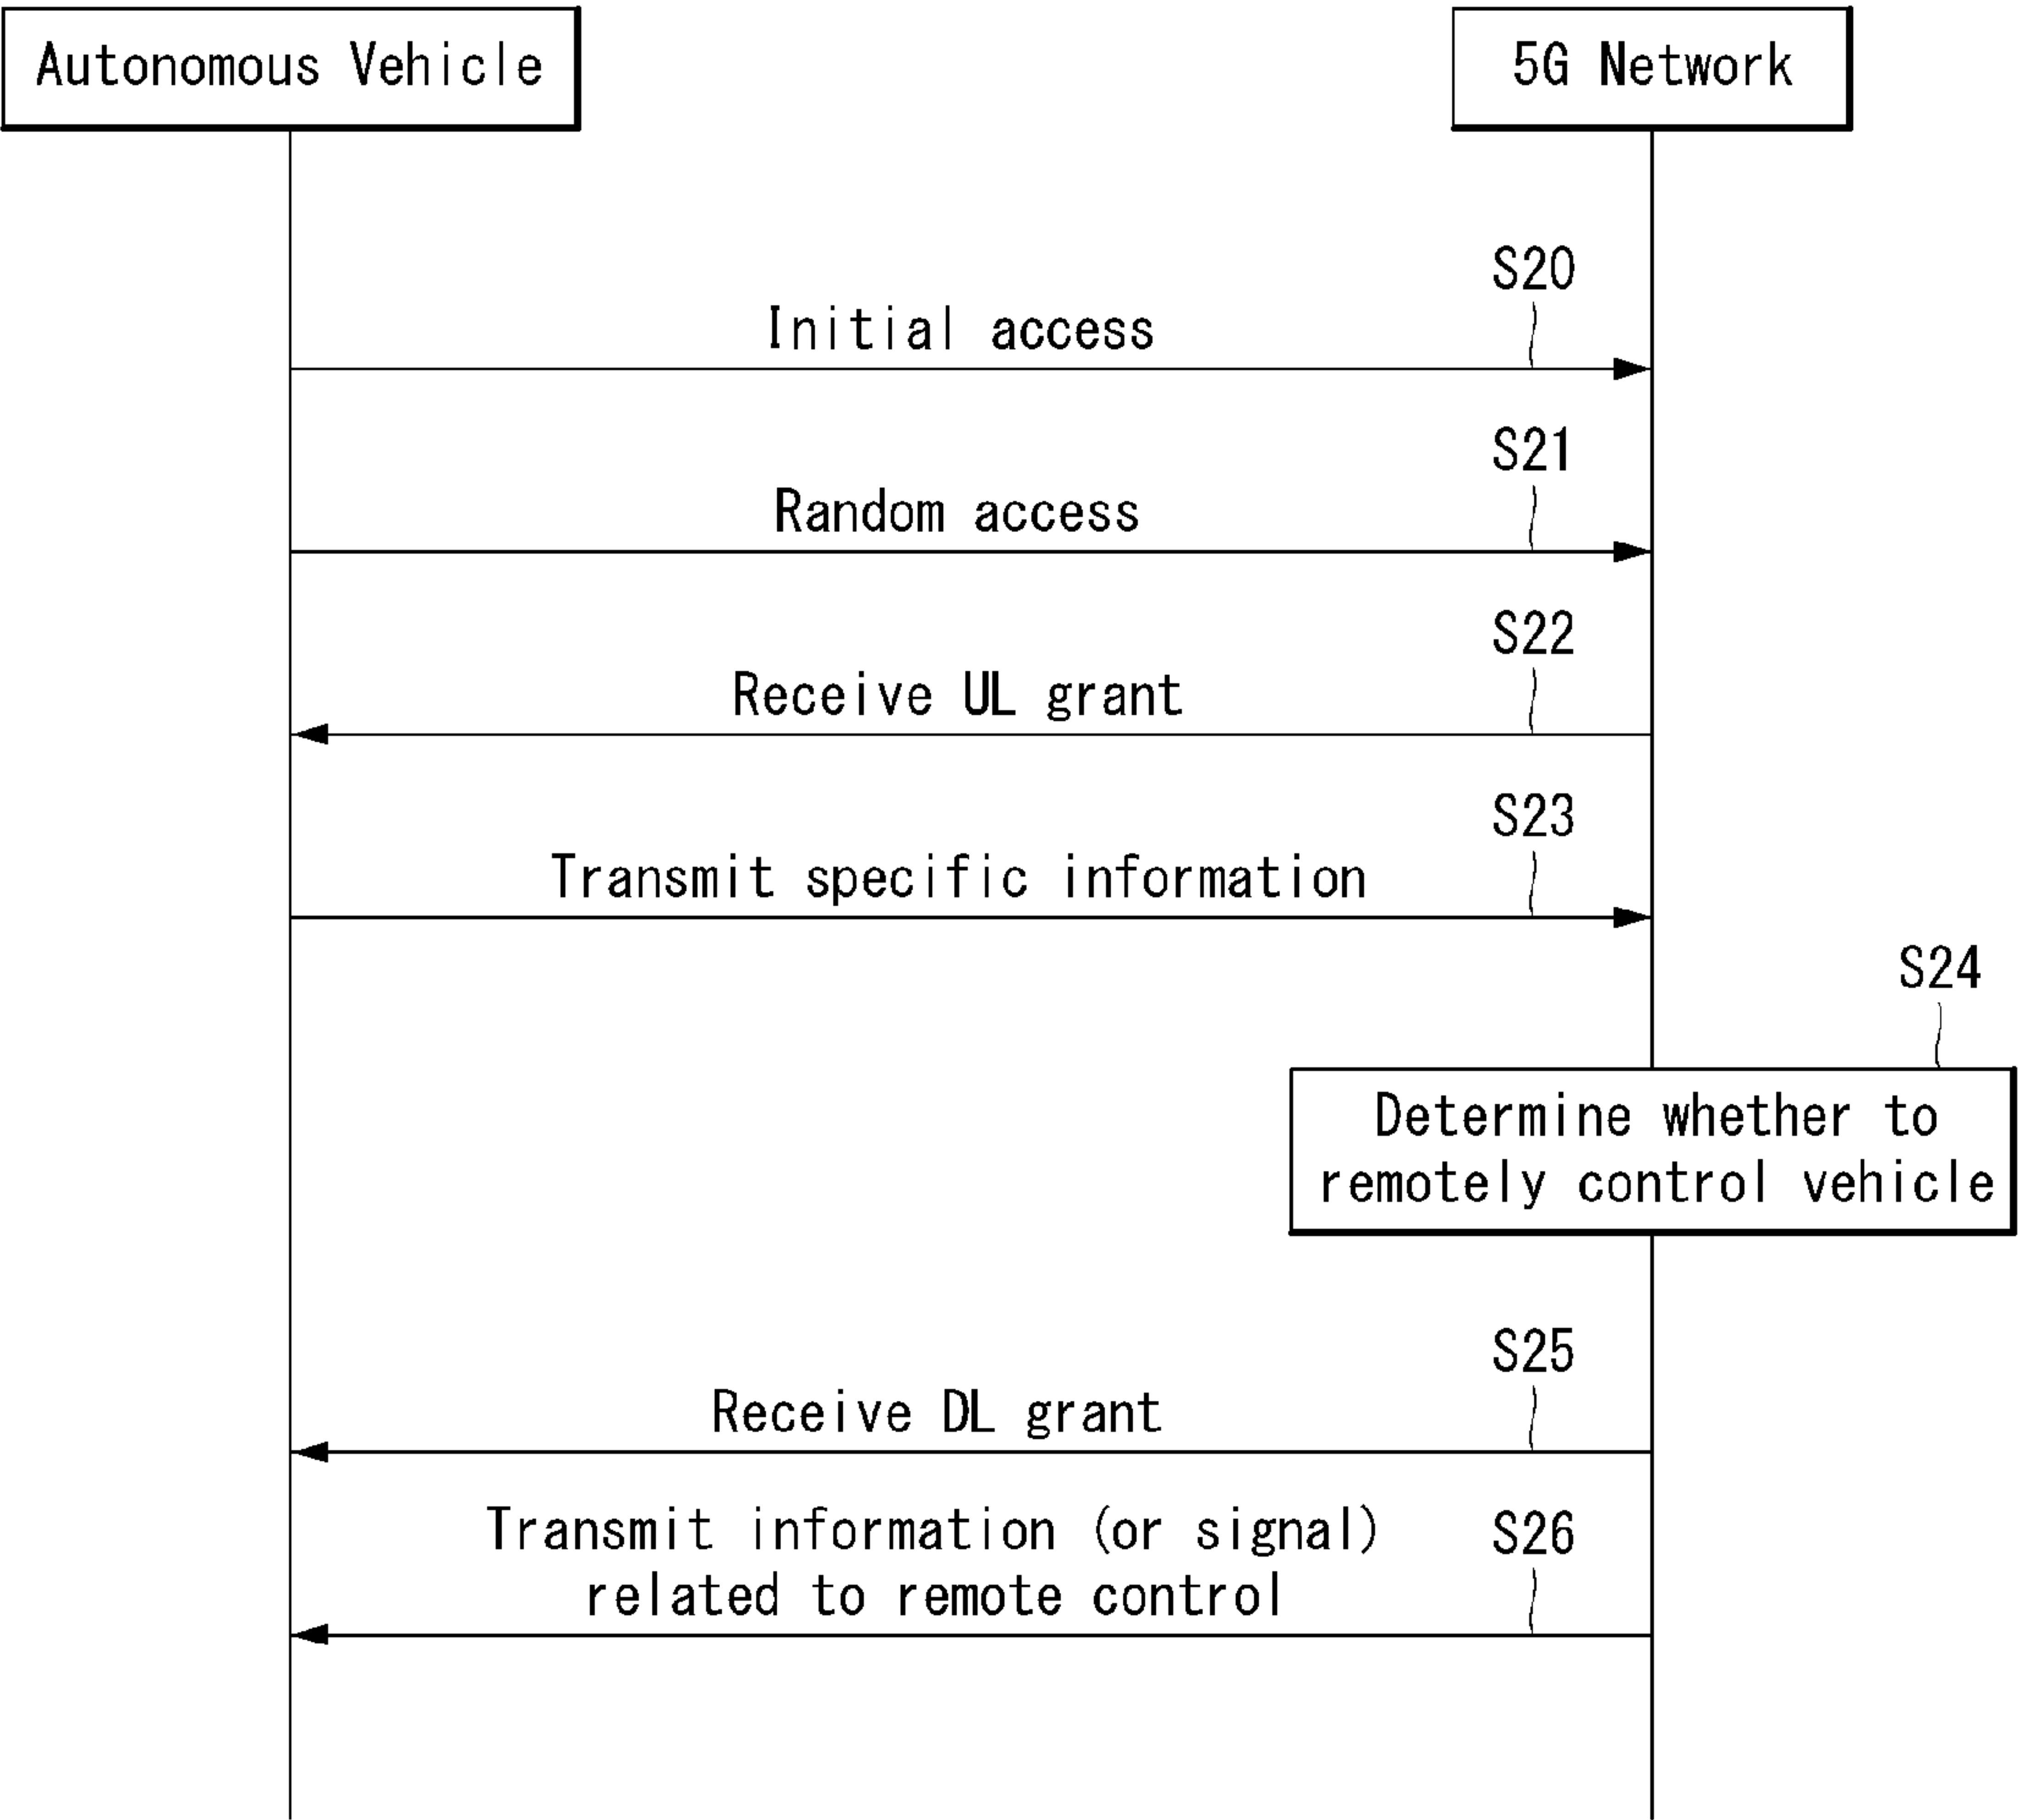 Autonomous Vehicle
5G Network
S20
Initial access
S21
Random access
S22
Receive UL grant
S23
Transmit specific information
S24
Determine whether to
remotely control vehicle
S25
Receive DL grant
Transmit information (or signal)
S26
related to remote control